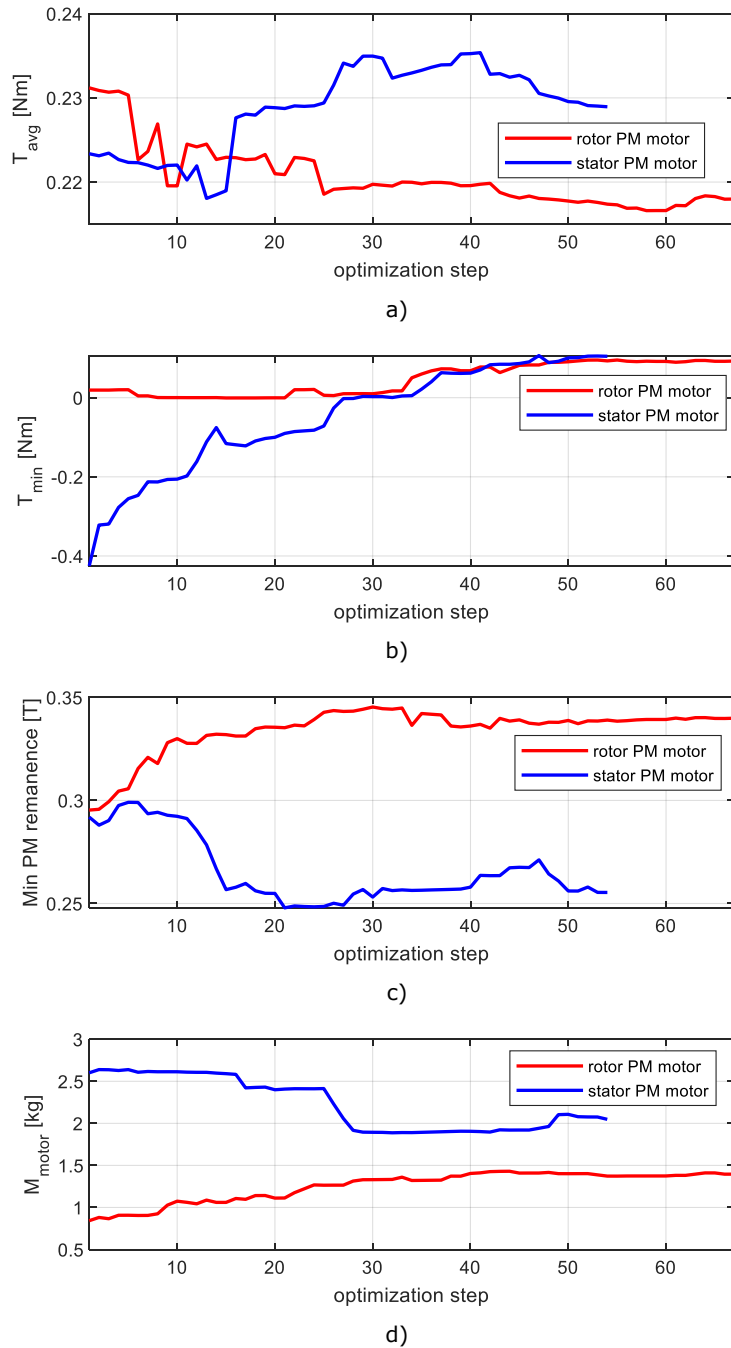 0.24
0.23
0.22
T_avg [Nm]
rotor PM motor
stator PM motor
10 20 30 40 50 60
optimization step
a)
0
-0.2
-0.4
T_min [Nm]
rotor PM motor
stator PM motor
10 20 30 40 50 60
optimization step
b)
0.35
0.3
0.25
Min PM remanence [T]
rotor PM motor
stator PM motor
10 20 30 40 50 60
optimization step
c)
3
2.5
2
1.5
1
0.5
M_motor [kg]
rotor PM motor
stator PM motor
10 20 30 40 50 60
optimization step
d)